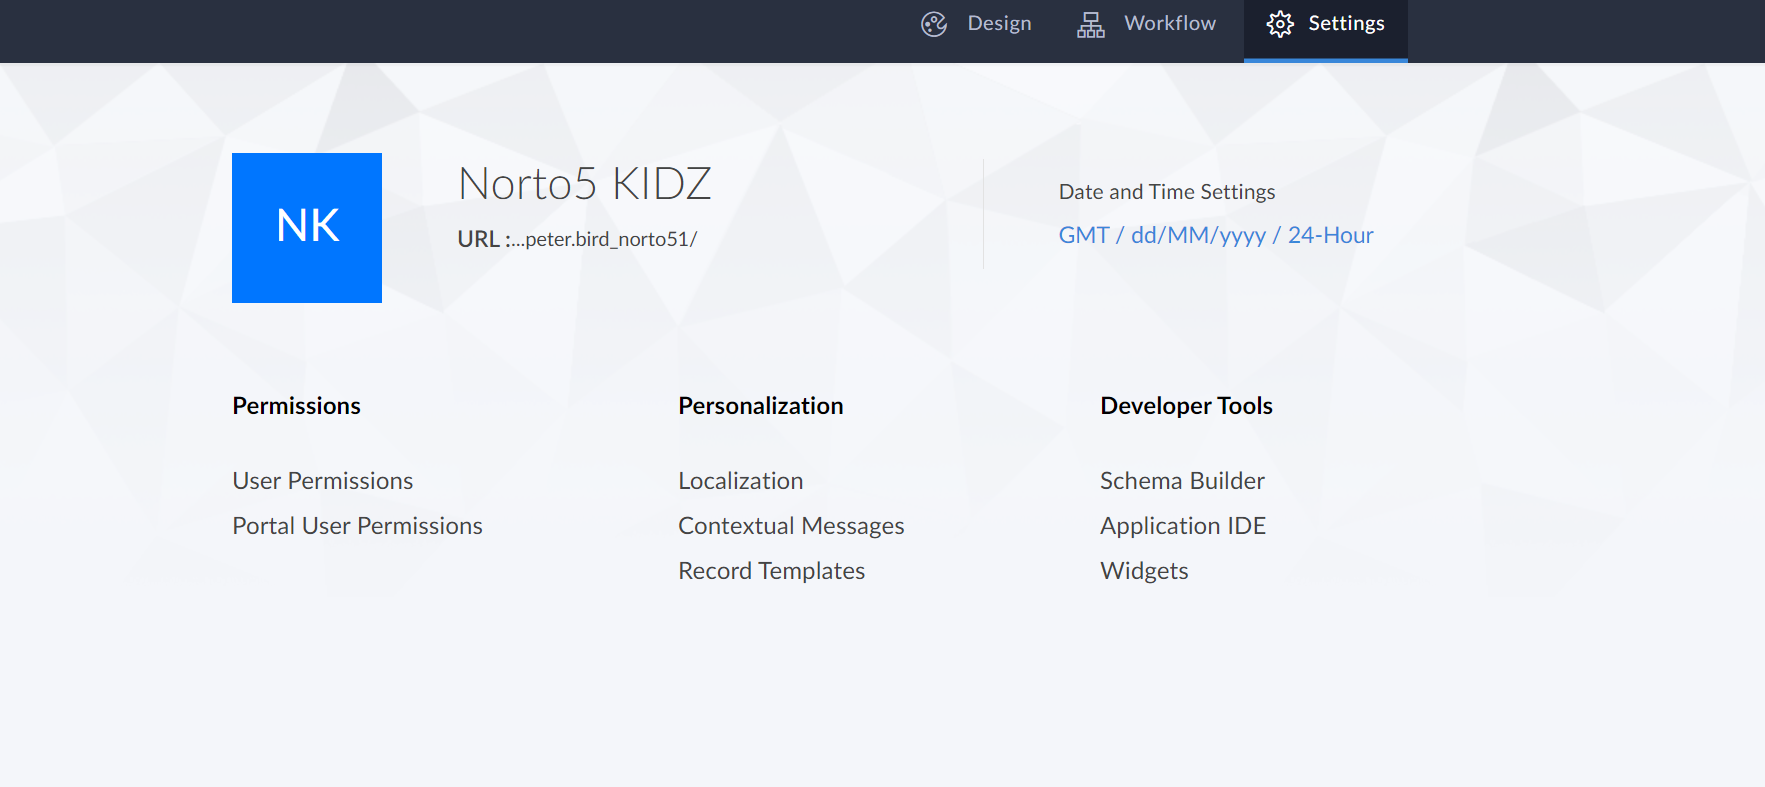 Design Workflow Settings
NK
Norto5 KIDZ
URL :...peter.bird_norto51/
Date and Time Settings
GMT / dd/MM/yyyy / 24-Hour
Permissions
User Permissions
Portal User Permissions
Personalization
Localization
Contextual Messages
Record Templates
Developer Tools
Schema Builder
Application IDE
Widgets